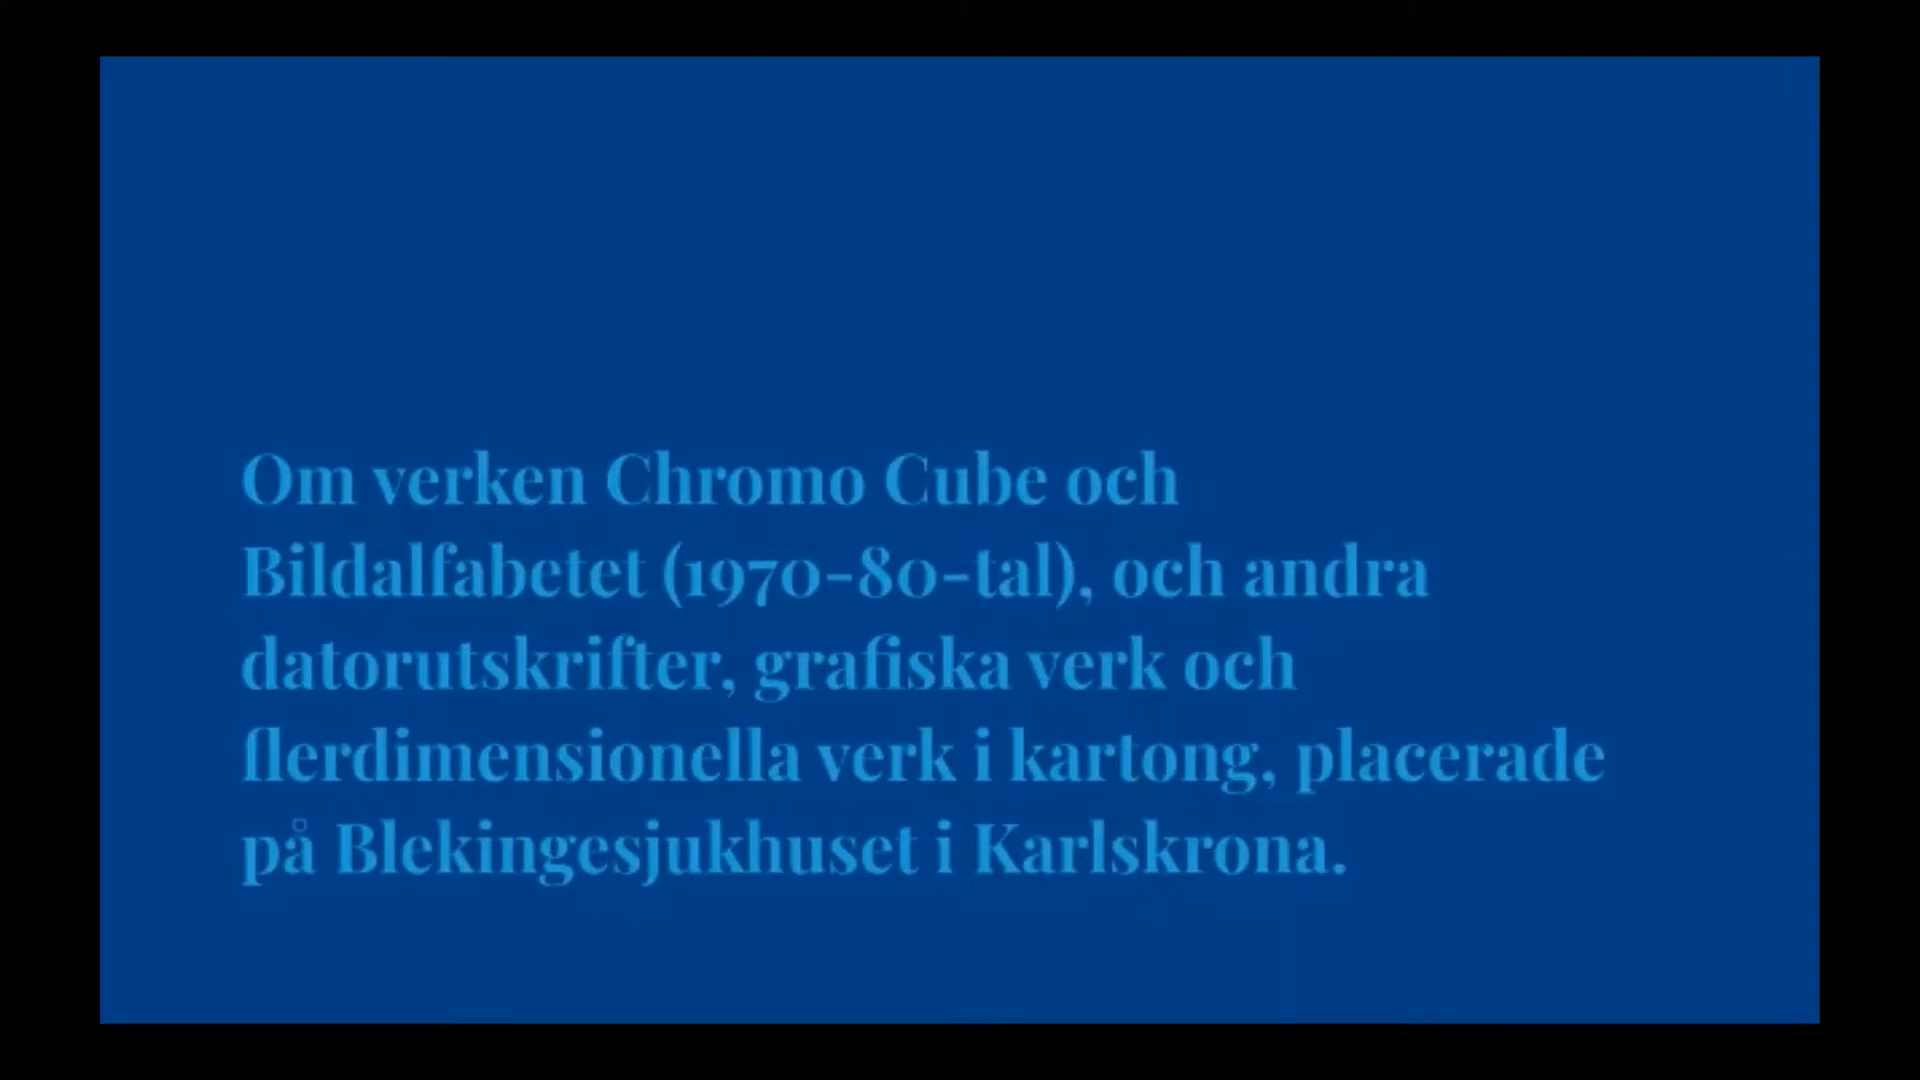 Om verken Chromo Cube och
Bildalfabetet (1970-80-tal), och andra
datorutskrifter, grafiska verk och
flerdimensionella verk i kartong, placerade
på Blekingesjukhuset i Karlskrona.